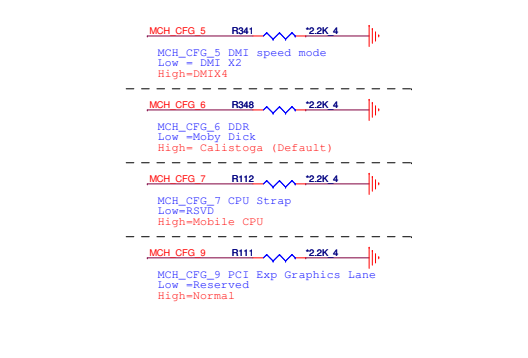 MCH_CFG_5 R341 *2.2K_4
MCH_CFG_5 DMI speed mode
Low = DMI X2
High=DMIX4
MCH_CFG_6 R348 *2.2K_4
MCH_CFG_6 DDR
Low =Moby Dick
High= Calistoga (Default)
MCH_CFG_7 R112 *2.2K_4
MCH_CFG_7 CPU Strap
Low=RSVD
High=Mobile CPU
MCH_CFG_9 R111 *2.2K_4
MCH_CFG_9 PCI Exp Graphics Lane
Low =Reserved
High=Normal